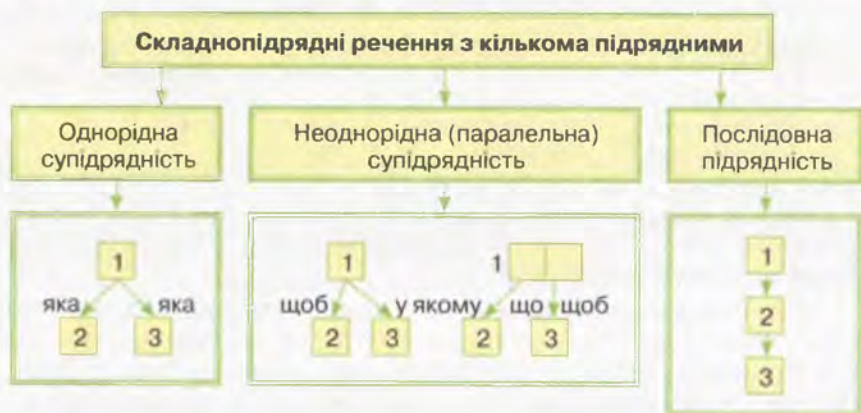 Складнопідрядні речення з кількома підрядними
Однорідна
супідрядність
Неоднорідна (паралельна)
супідрядність
Послідовна
підрядність
1
яка яка
2 3
1 1
щоб у якому що щоб
2 3 2 3
1
2
3